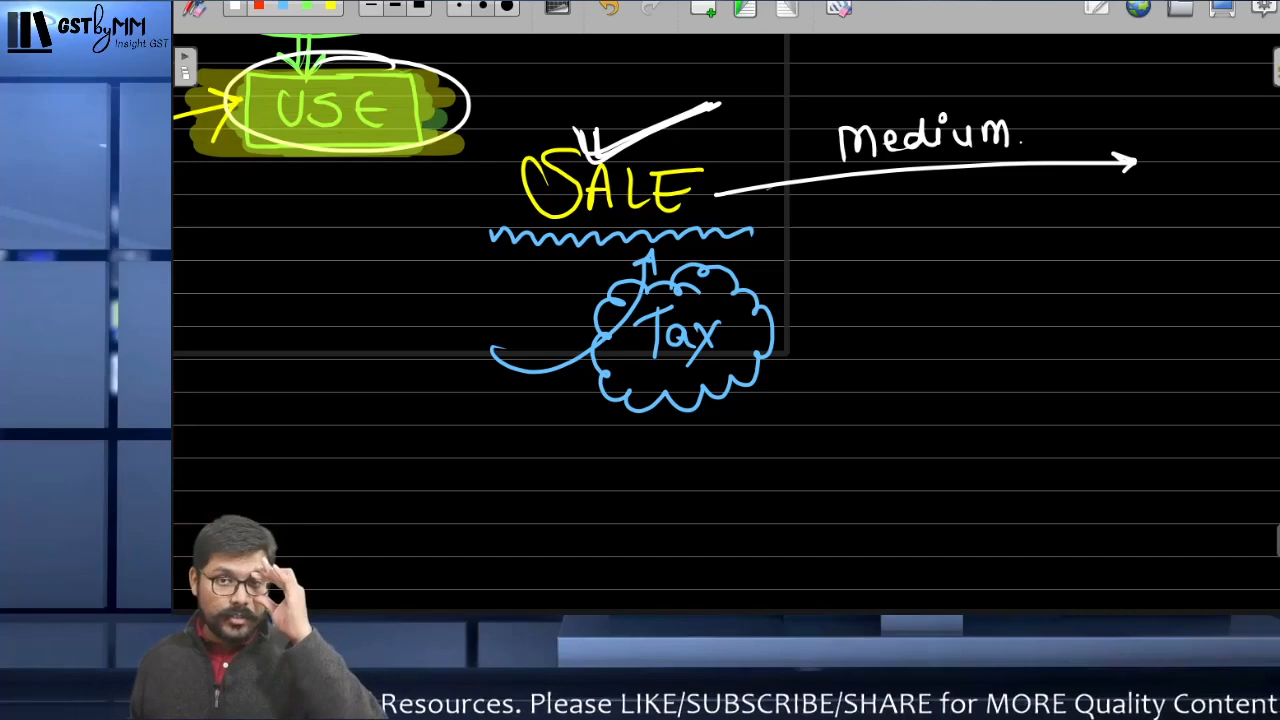 GSTbyMM
Insight GST
USE
SALE
Medium.
Tax
Resources. Please LIKE/SUBSCRIBE/SHARE for MORE Quality Content